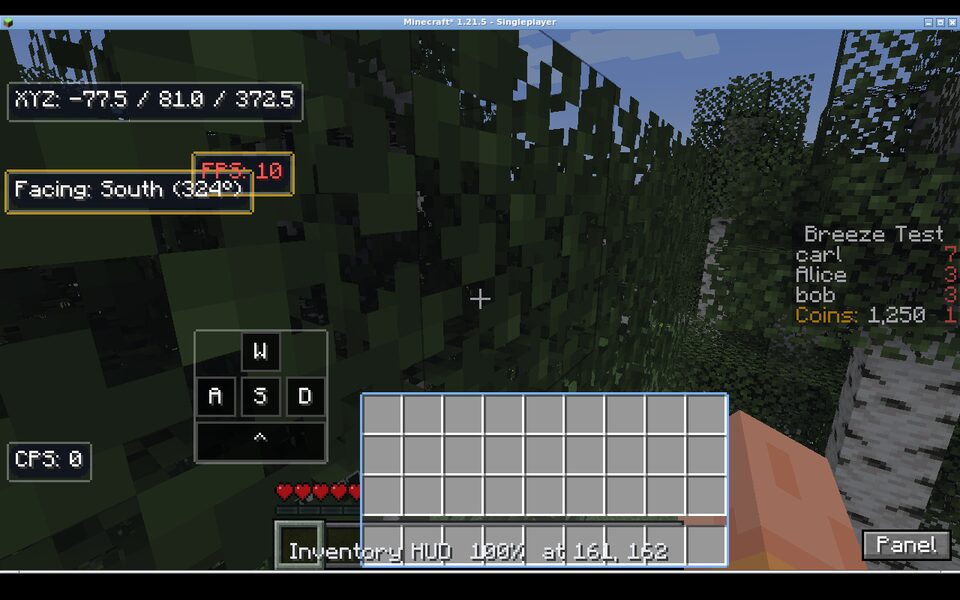 Minecraft* 1.21.5 - Singleplayer
XYZ: -77.5 / 81.0 / 372.5
FPS: 10
Facing: South (324°)
Breeze Test
carl 7
Alice 3
bob 3
Coins: 1,250 1
W
A S D
^
CPS: 0
Inventory HUD 100% at 161, 162
Panel